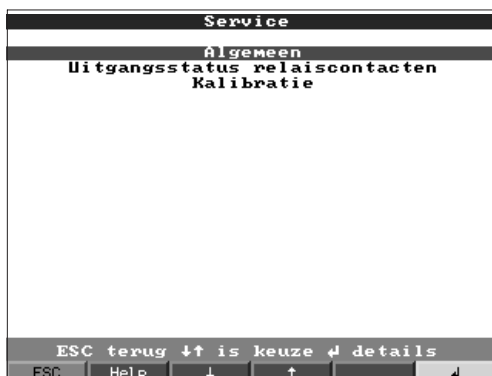 Service
Algemeen
Uitgangsstatus relaiscontacten
Kalibratie
ESC terug ↓↑ is keuze ↲ details
ESC Help ↓ ↑ ↲